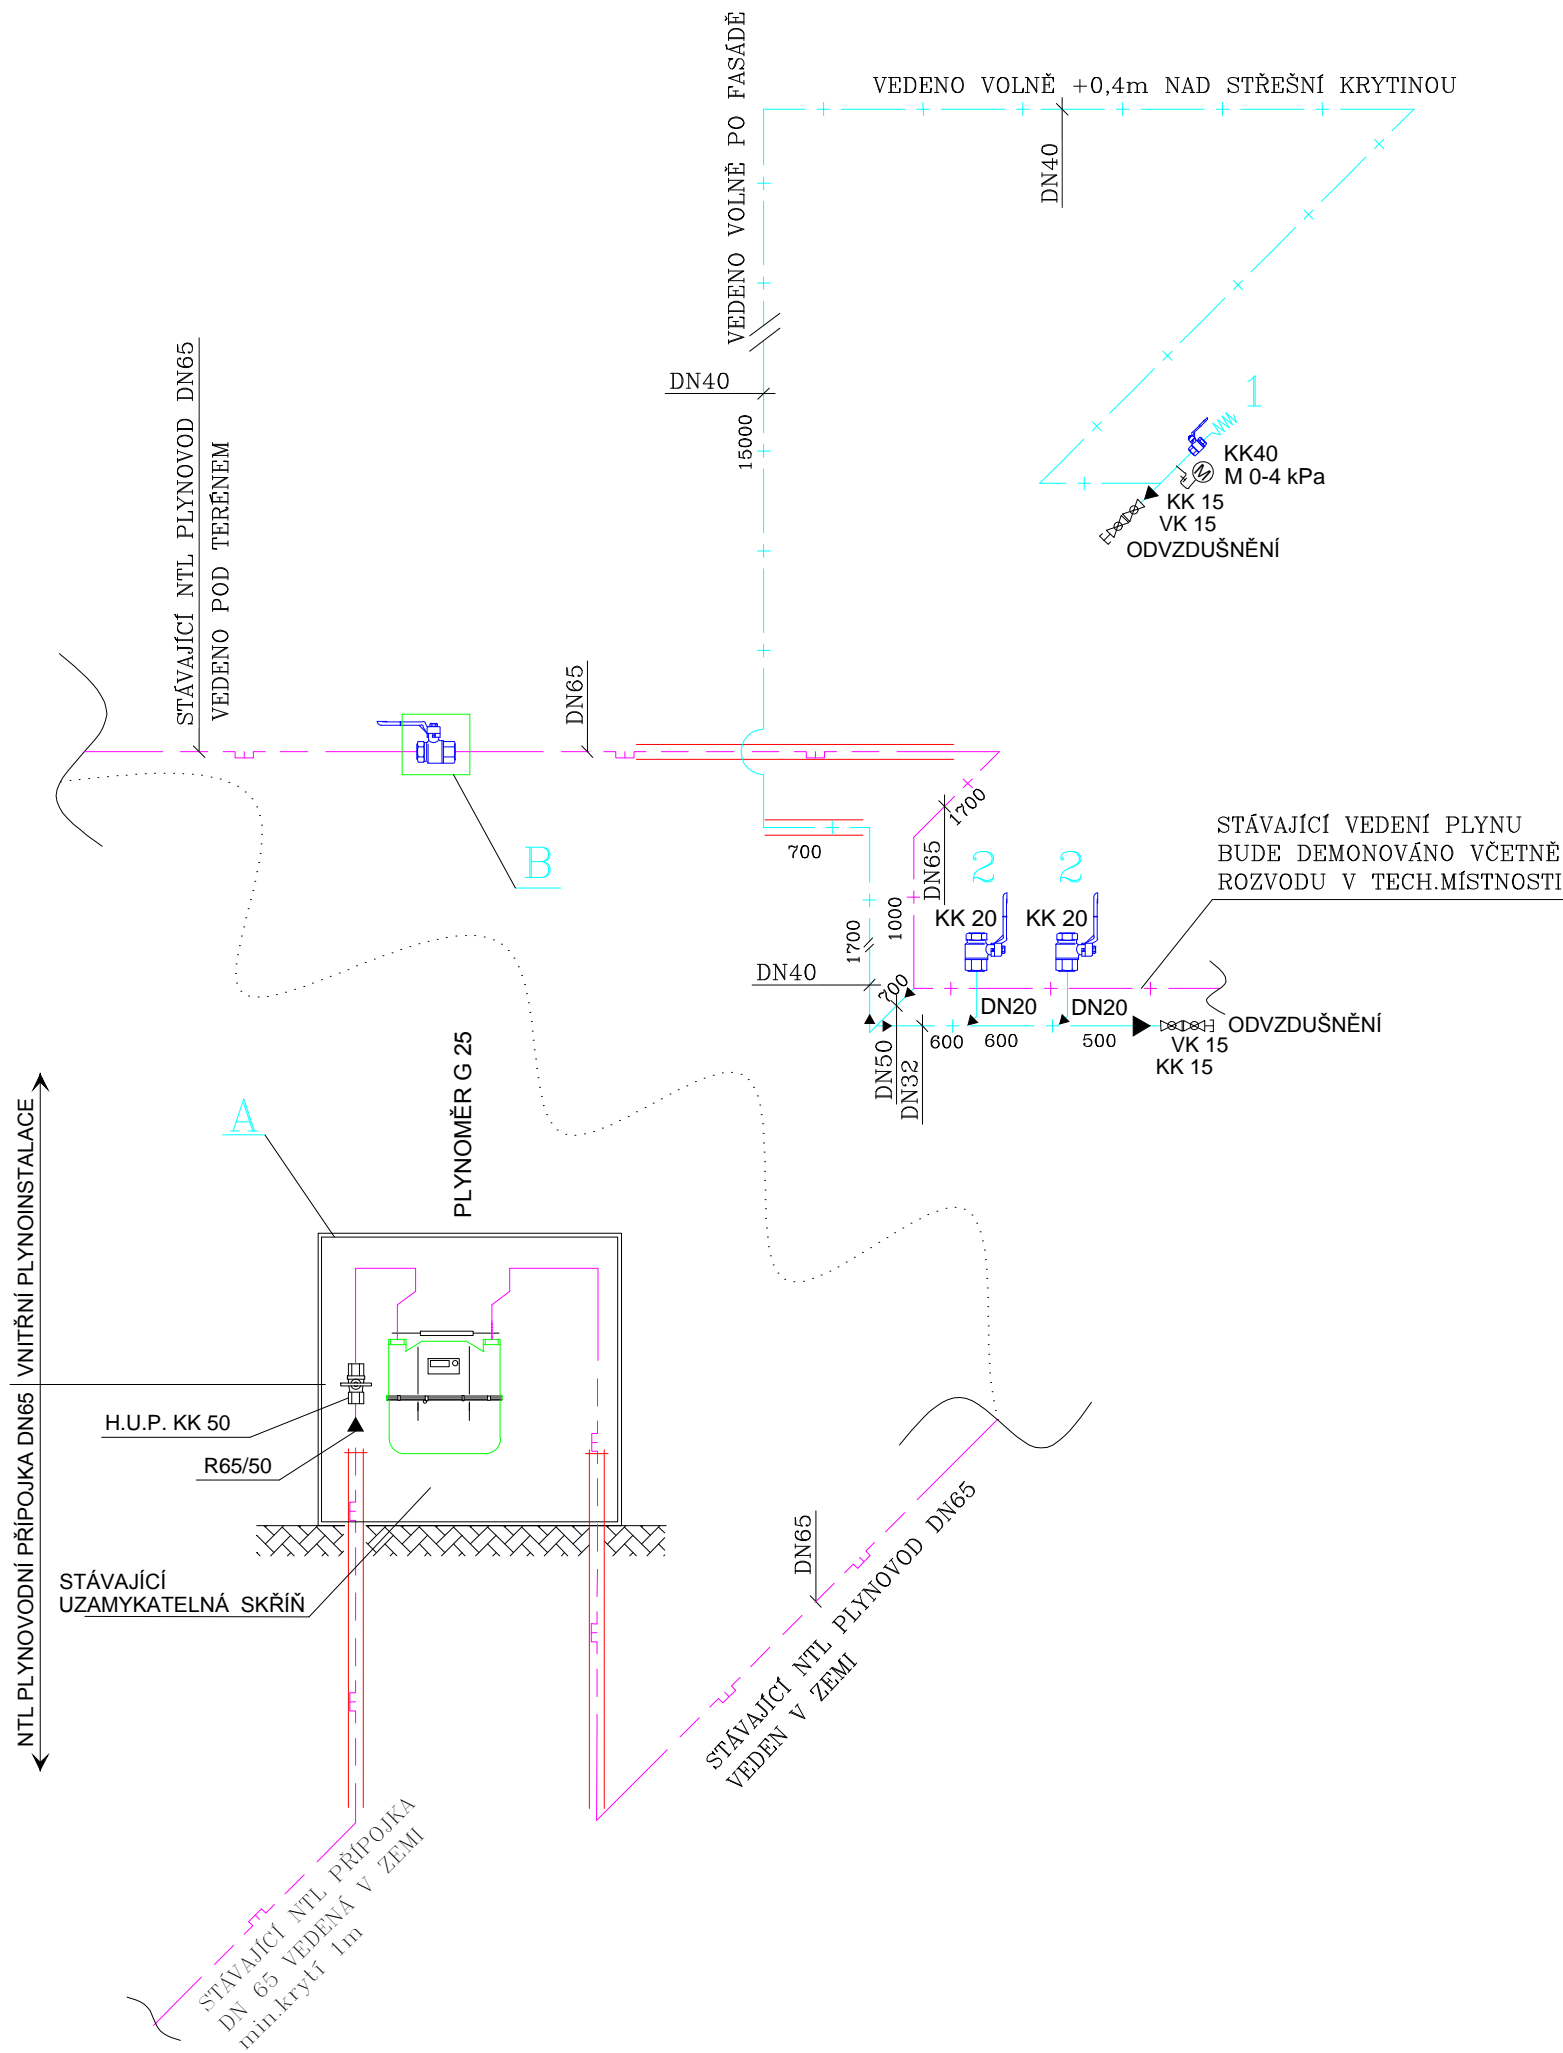 VEDENO VOLNĚ PO FASÁDĚ
VEDENO VOLNĚ +0,4m NAD STŘEŠNÍ KRYTINOU
DN40
STÁVAJÍCÍ NTL PLYNOVOD DN65
VEDENO POD TERÉNEM
DN40
15000
1
KK40
M
M 0-4 kPa
KK 15
VK 15
ODVZDUŠNĚNÍ
DN65
B
700
1700
DN65
STÁVAJÍCÍ VEDENÍ PLYNU
BUDE DEMONOVÁNO VČETNĚ
ROZVODU V TECH.MÍSTNOSTI
2
2
KK 20
KK 20
1000
1700
DN40
700
DN20
DN20
ODVZDUŠNĚNÍ
600
600
500
VK 15
KK 15
DN50
DN32
PLYNOMĚR G 25
A
NTL PLYNOVODNÍ PŘÍPOJKA DN65
VNITŘNÍ PLYNOINSTALACE
H.U.P. KK 50
R65/50
STÁVAJÍCÍ
UZAMYKATELNÁ SKŘÍŇ
DN65
STÁVAJÍCÍ NTL PLYNOVOD DN65
VEDEN V ZEMI
STÁVAJÍCÍ NTL PŘÍPOJKA
DN 65 VEDENÁ V ZEMI
min.krytí 1m